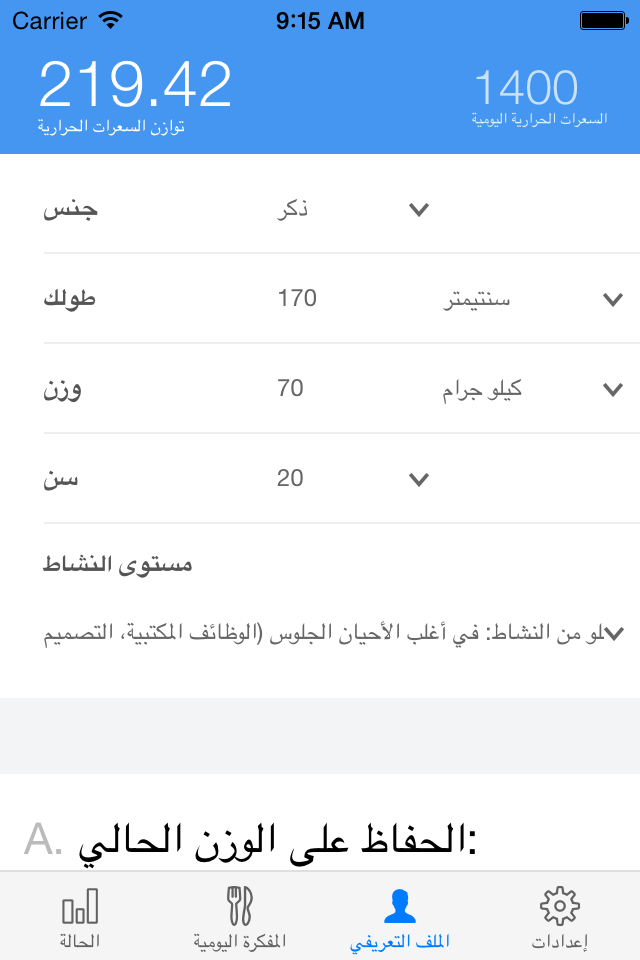 Carrier 9:15 AM
219.42
توازن السعرات الحرارية
1400
السعرات الحرارية اليومية
جنس ذكر
طولك 170 سنتيمتر
وزن 70 كيلو جرام
سن 20
مستوى النشاط
لو من النشاط: في أغلب الأحيان الجلوس (الوظائف المكتبية، التصميم
A. الحفاظ على الوزن الحالي:
الحالة
المفكرة اليومية
الملف التعريفي
إعدادات